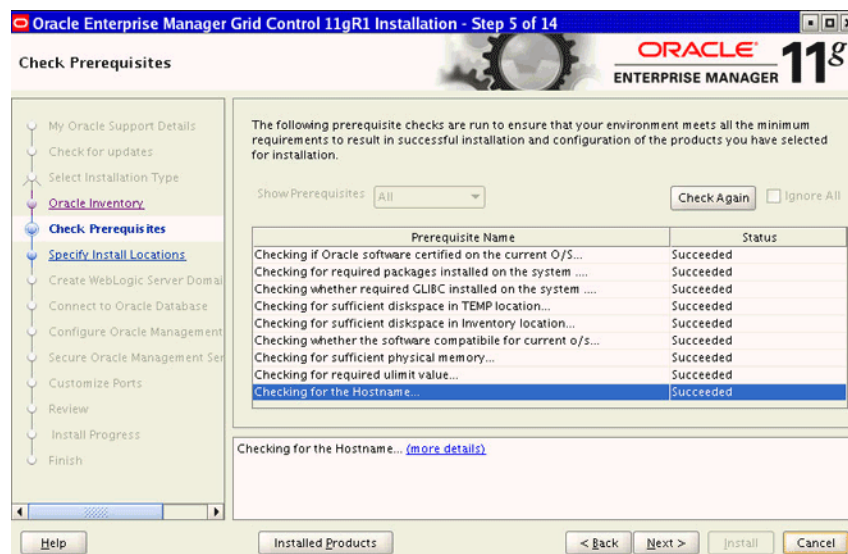 Oracle Enterprise Manager Grid Control 11gR1 Installation - Step 5 of 14
Check Prerequisites
ORACLE
ENTERPRISE MANAGER 11g
My Oracle Support Details
Check for updates
Select Installation Type
Oracle Inventory
Check Prerequisites
Specify Install Locations
Create WebLogic Server Domai
Connect to Oracle Database
Configure Oracle Management
Secure Oracle Management Ser
Customize Ports
Review
Install Progress
Finish
The following prerequisite checks are run to ensure that your environment meets all the minimum
requirements to result in successful installation and configuration of the products you have selected
for installation.
Show Prerequisites All Check Again Ignore All
Prerequisite Name Status
Checking if Oracle software certified on the current O/S... Succeeded
Checking for required packages installed on the system .... Succeeded
Checking whether required GLIBC installed on the system .... Succeeded
Checking for sufficient diskspace in TEMP location... Succeeded
Checking for sufficient diskspace in Inventory location... Succeeded
Checking whether the software compatibile for current o/s... Succeeded
Checking for sufficient physical memory... Succeeded
Checking for required ulimit value... Succeeded
Checking for the Hostname... Succeeded
Checking for the Hostname... (more details)
Help Installed Products < Back Next > Install Cancel